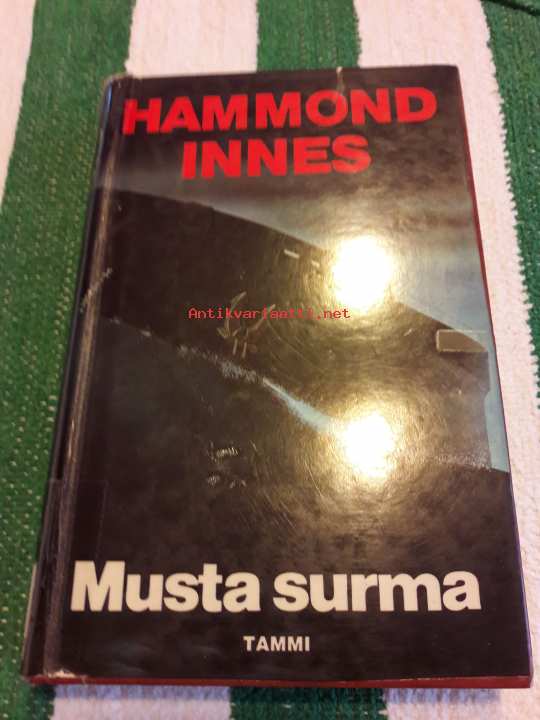 HAMMOND
INNES
Antikvariaatti.net
Musta surma
TAMMI